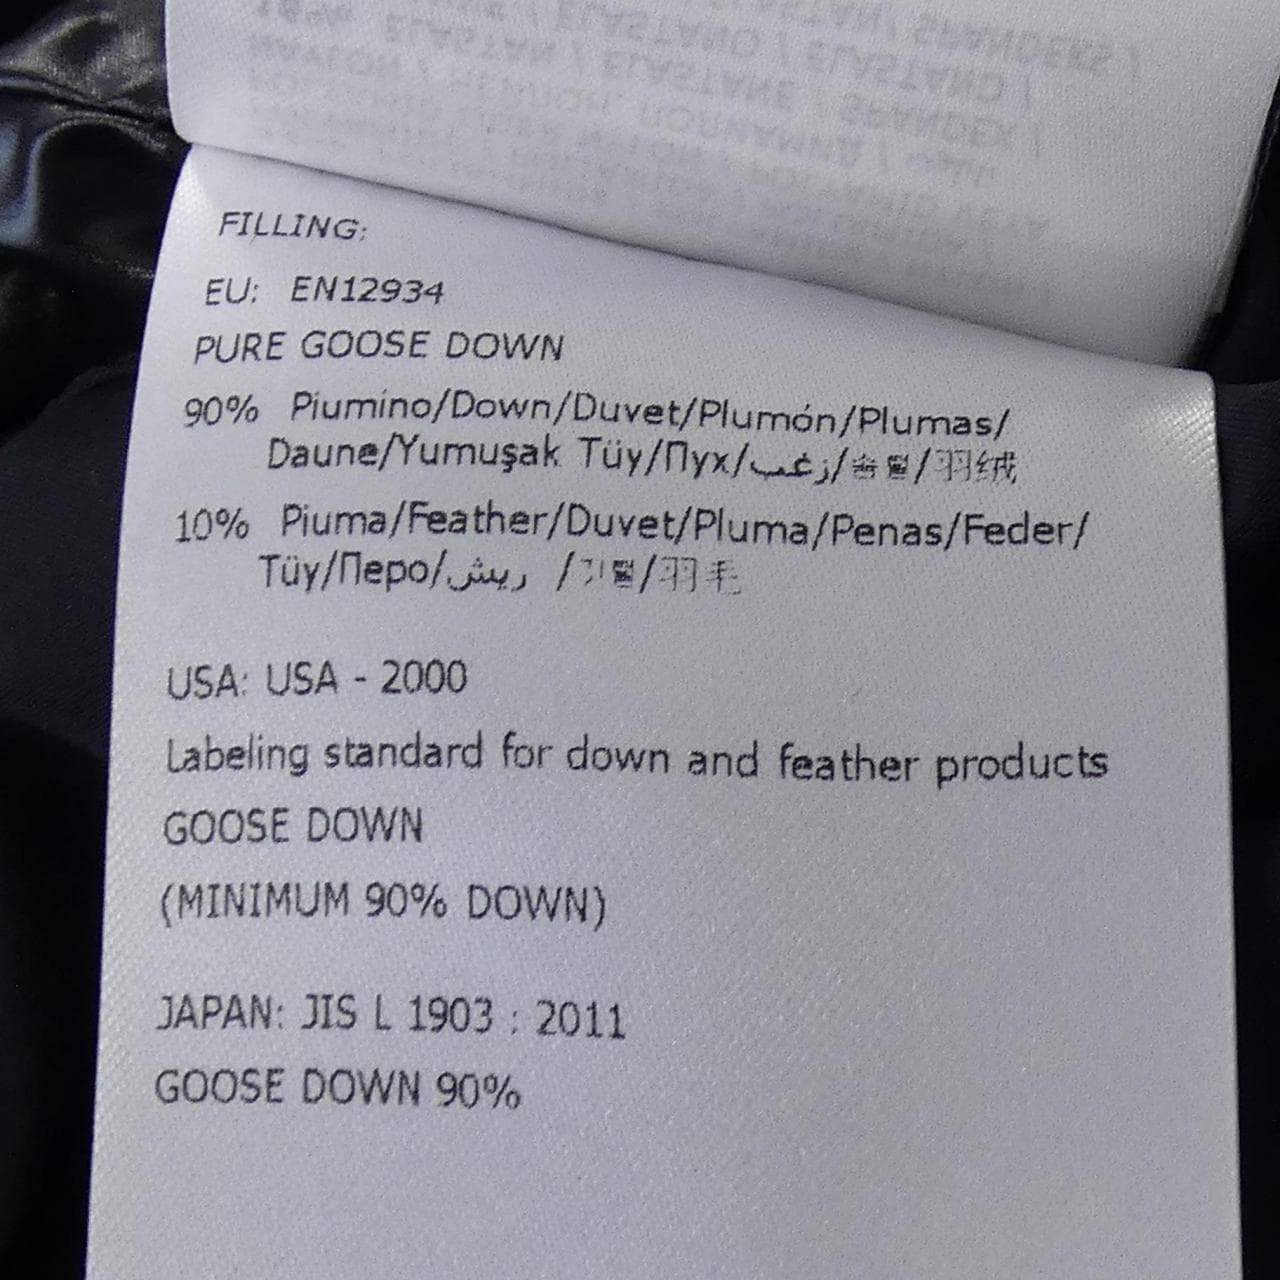 FILLING:
EU: EN12934
PURE GOOSE DOWN
90% Piumino/Down/Duvet/Plumón/Plumas/
Daune/Yumuşak Tüy/Пух/زغب/솜털/羽绒
10% Piuma/Feather/Duvet/Pluma/Penas/Feder/
Tüy/Перо/ريش /깃털/羽毛
USA: USA - 2000
Labeling standard for down and feather products
GOOSE DOWN
(MINIMUM 90% DOWN)
JAPAN: JIS L 1903 : 2011
GOOSE DOWN 90%